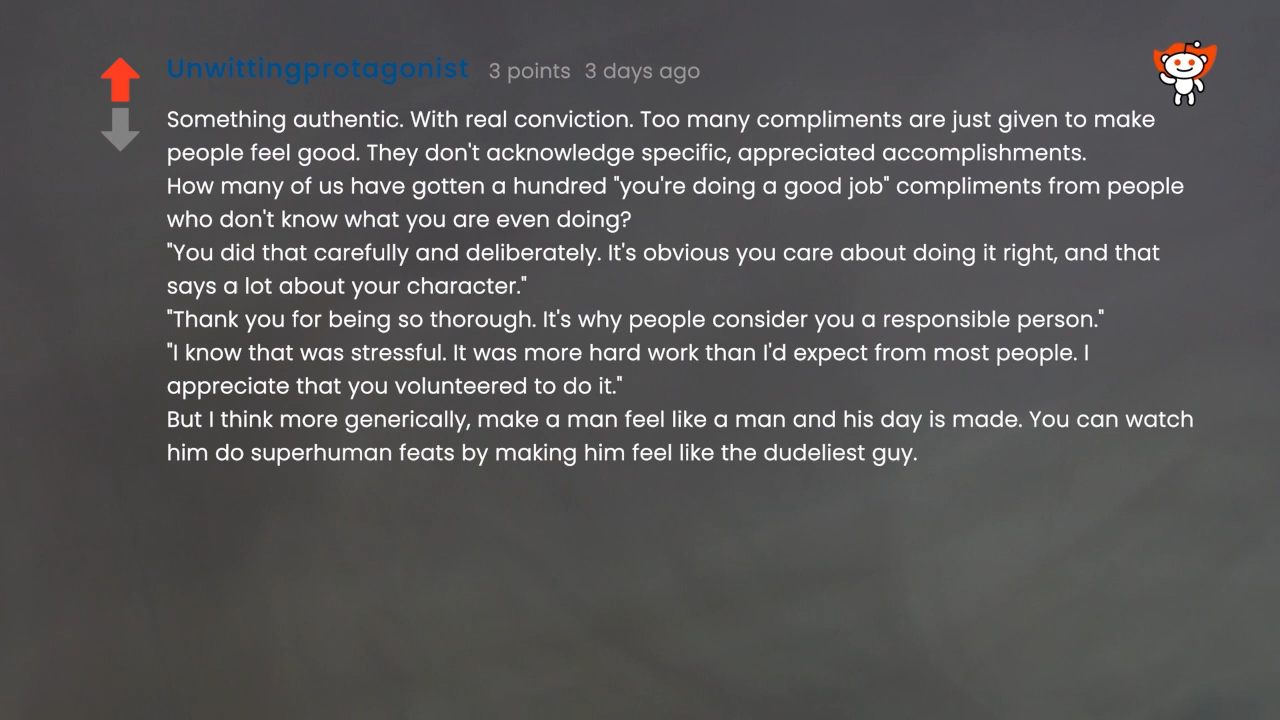 Unwittingprotagonist 3 points 3 days ago
Something authentic. With real conviction. Too many compliments are just given to make
people feel good. They don't acknowledge specific, appreciated accomplishments.
How many of us have gotten a hundred "you're doing a good job" compliments from people
who don't know what you are even doing?
"You did that carefully and deliberately. It's obvious you care about doing it right, and that
says a lot about your character."
"Thank you for being so thorough. It's why people consider you a responsible person."
"I know that was stressful. It was more hard work than I'd expect from most people. I
appreciate that you volunteered to do it."
But I think more generically, make a man feel like a man and his day is made. You can watch
him do superhuman feats by making him feel like the dudeliest guy.